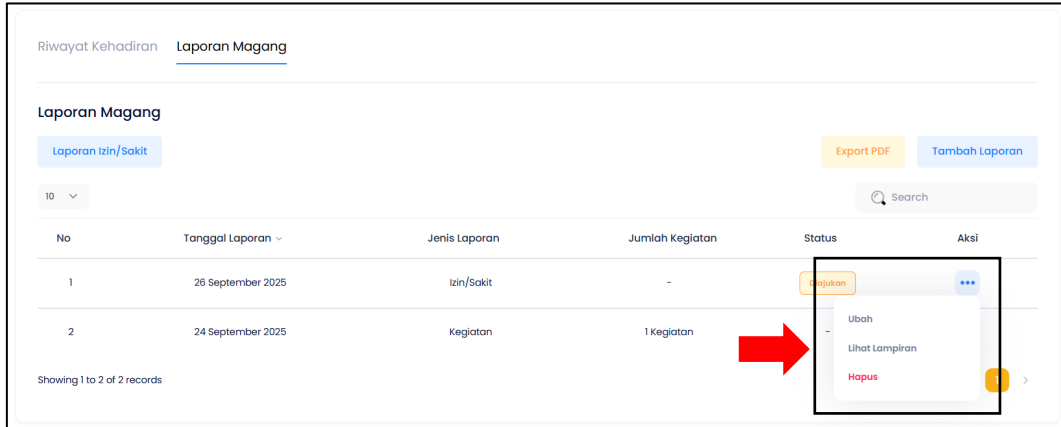 Riwayat Kehadiran Laporan Magang
Laporan Magang
Laporan Izin/Sakit Export PDF Tambah Laporan
10 Search
No Tanggal Laporan Jenis Laporan Jumlah Kegiatan Status Aksi
1 26 September 2025 Izin/Sakit - Diajukan
2 24 September 2025 Kegiatan 1 Kegiatan -
Ubah
Lihat Lampiran
Hapus
Showing 1 to 2 of 2 records 1